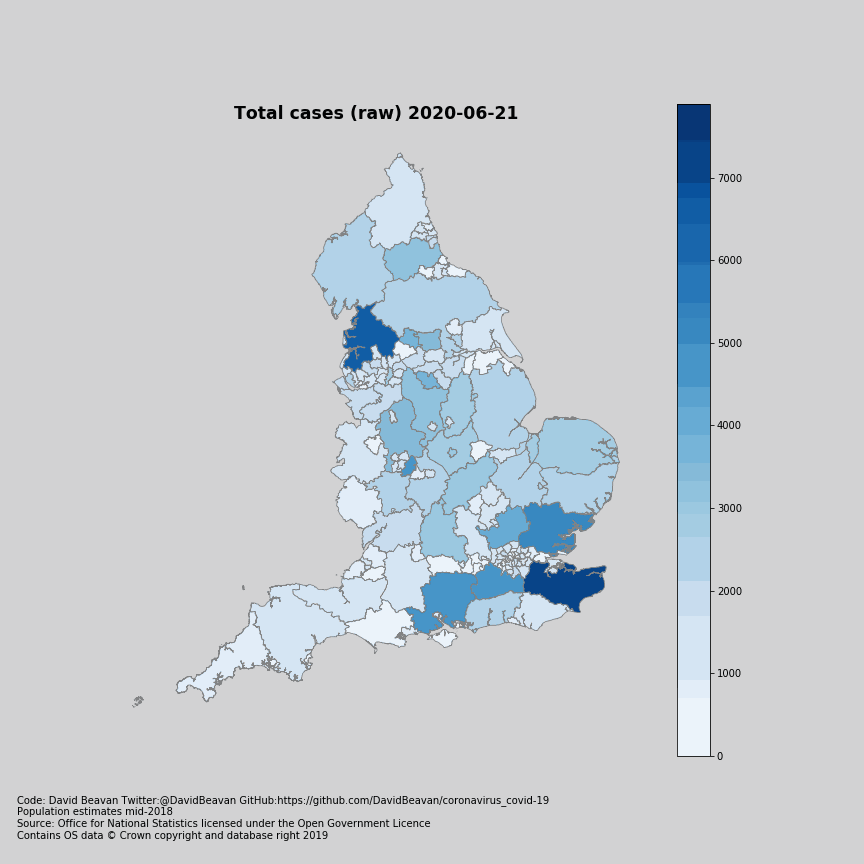 Total cases (raw) 2020-06-21
7000
6000
5000
4000
3000
2000
1000
0
Code: David Beavan Twitter:@DavidBeavan GitHub:https://github.com/DavidBeavan/coronavirus_covid-19
Population estimates mid-2018
Source: Office for National Statistics licensed under the Open Government Licence
Contains OS data © Crown copyright and database right 2019